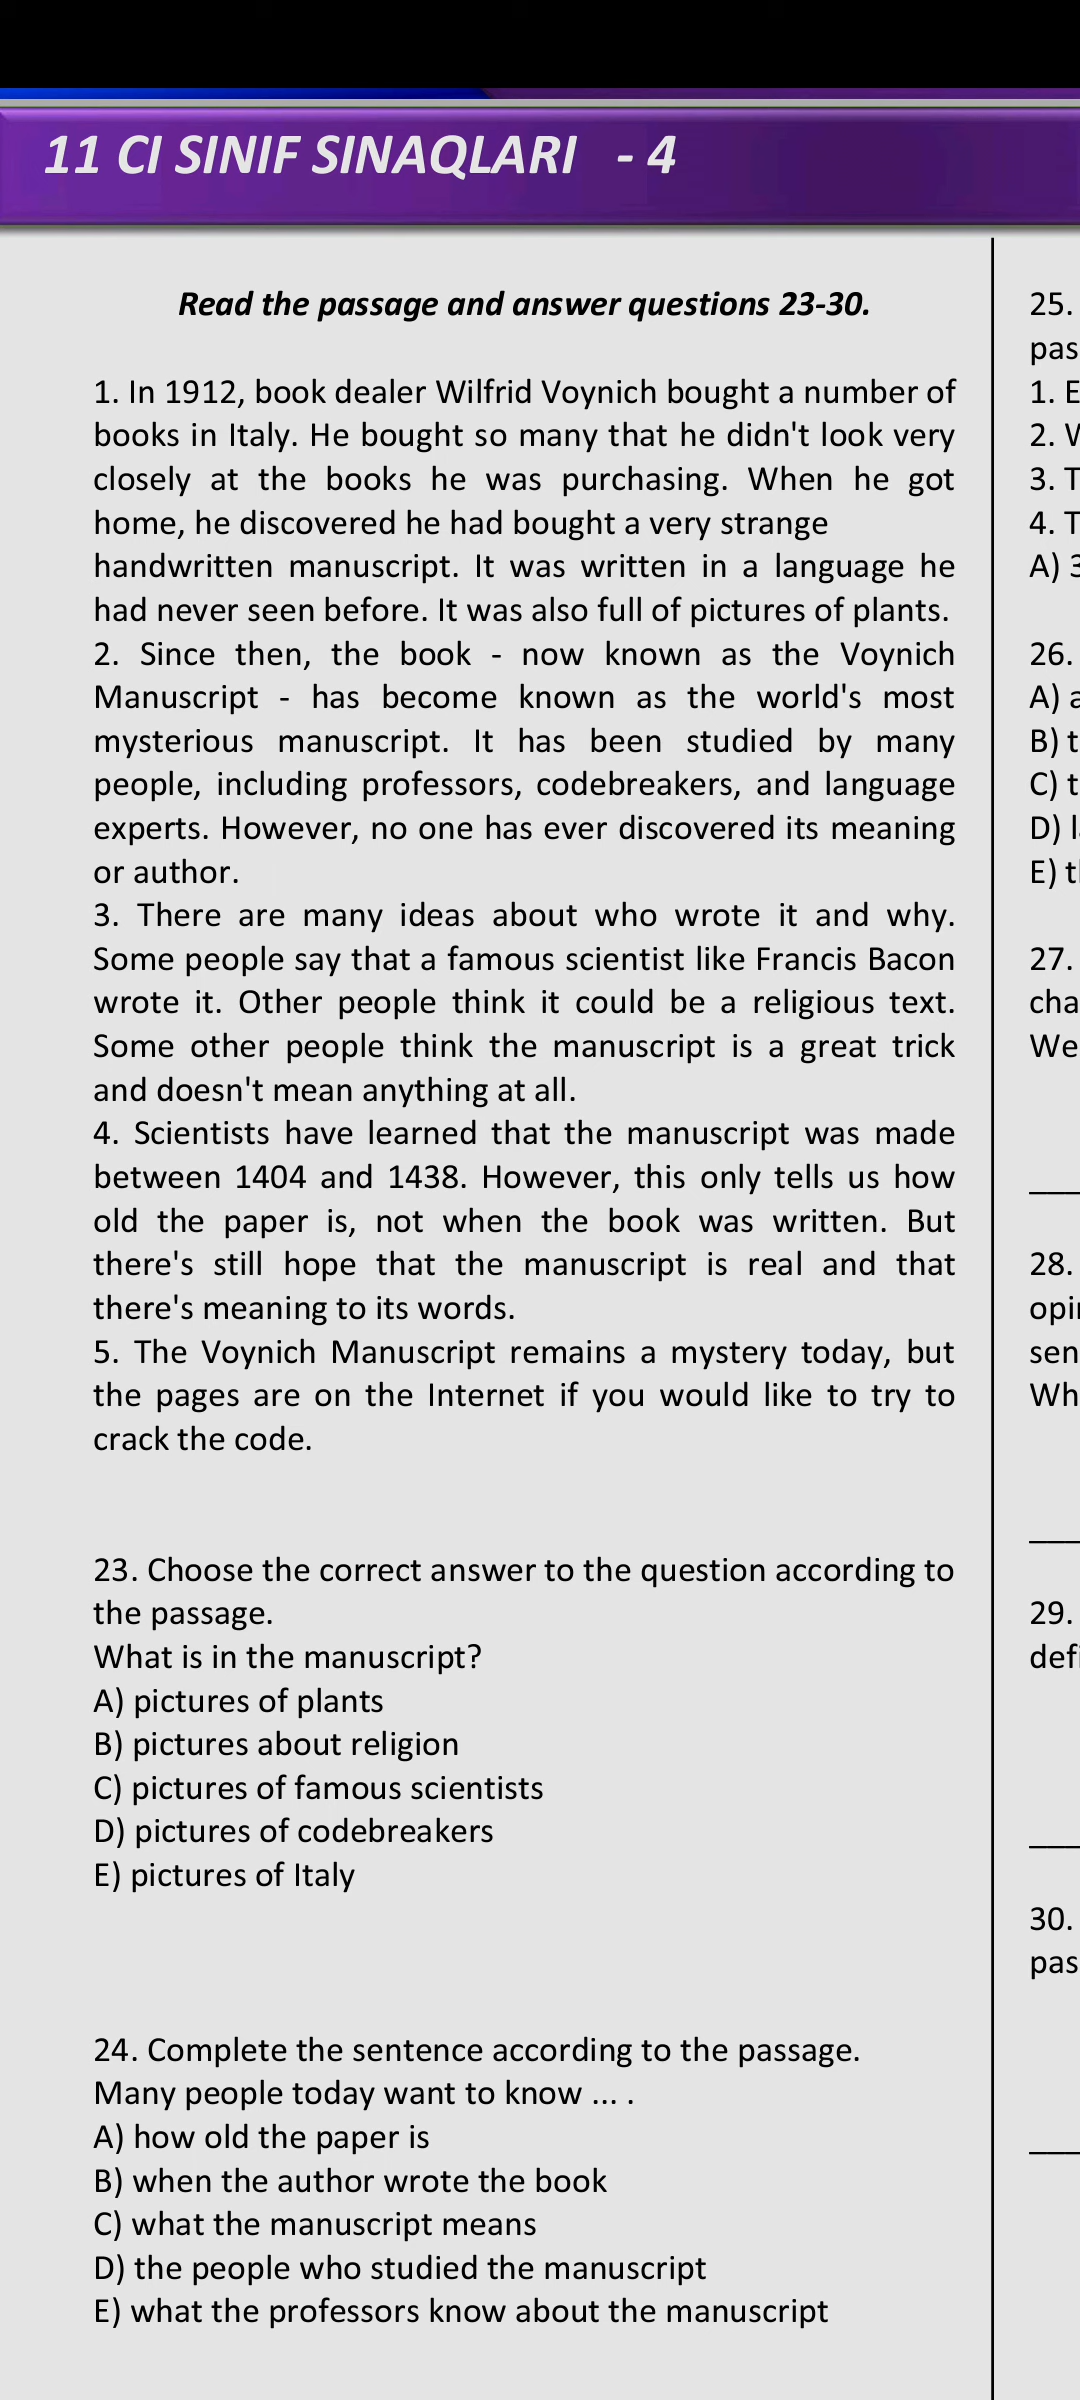 11 CI SINIF SINAQLARI - 4
Read the passage and answer questions 23-30.
1. In 1912, book dealer Wilfrid Voynich bought a number of
books in Italy. He bought so many that he didn't look very
closely at the books he was purchasing. When he got
home, he discovered he had bought a very strange
handwritten manuscript. It was written in a language he
had never seen before. It was also full of pictures of plants.
2. Since then, the book - now known as the Voynich
Manuscript - has become known as the world's most
mysterious manuscript. It has been studied by many
people, including professors, codebreakers, and language
experts. However, no one has ever discovered its meaning
or author.
3. There are many ideas about who wrote it and why.
Some people say that a famous scientist like Francis Bacon
wrote it. Other people think it could be a religious text.
Some other people think the manuscript is a great trick
and doesn't mean anything at all.
4. Scientists have learned that the manuscript was made
between 1404 and 1438. However, this only tells us how
old the paper is, not when the book was written. But
there's still hope that the manuscript is real and that
there's meaning to its words.
5. The Voynich Manuscript remains a mystery today, but
the pages are on the Internet if you would like to try to
crack the code.
23. Choose the correct answer to the question according to
the passage.
What is in the manuscript?
A) pictures of plants
B) pictures about religion
C) pictures of famous scientists
D) pictures of codebreakers
E) pictures of Italy
24. Complete the sentence according to the passage.
Many people today want to know ... .
A) how old the paper is
B) when the author wrote the book
C) what the manuscript means
D) the people who studied the manuscript
E) what the professors know about the manuscript
25.
1.
2.
3.
4.
A)
26.
A)
B)
C)
D)
E)
27.
We
28.
29.
30.